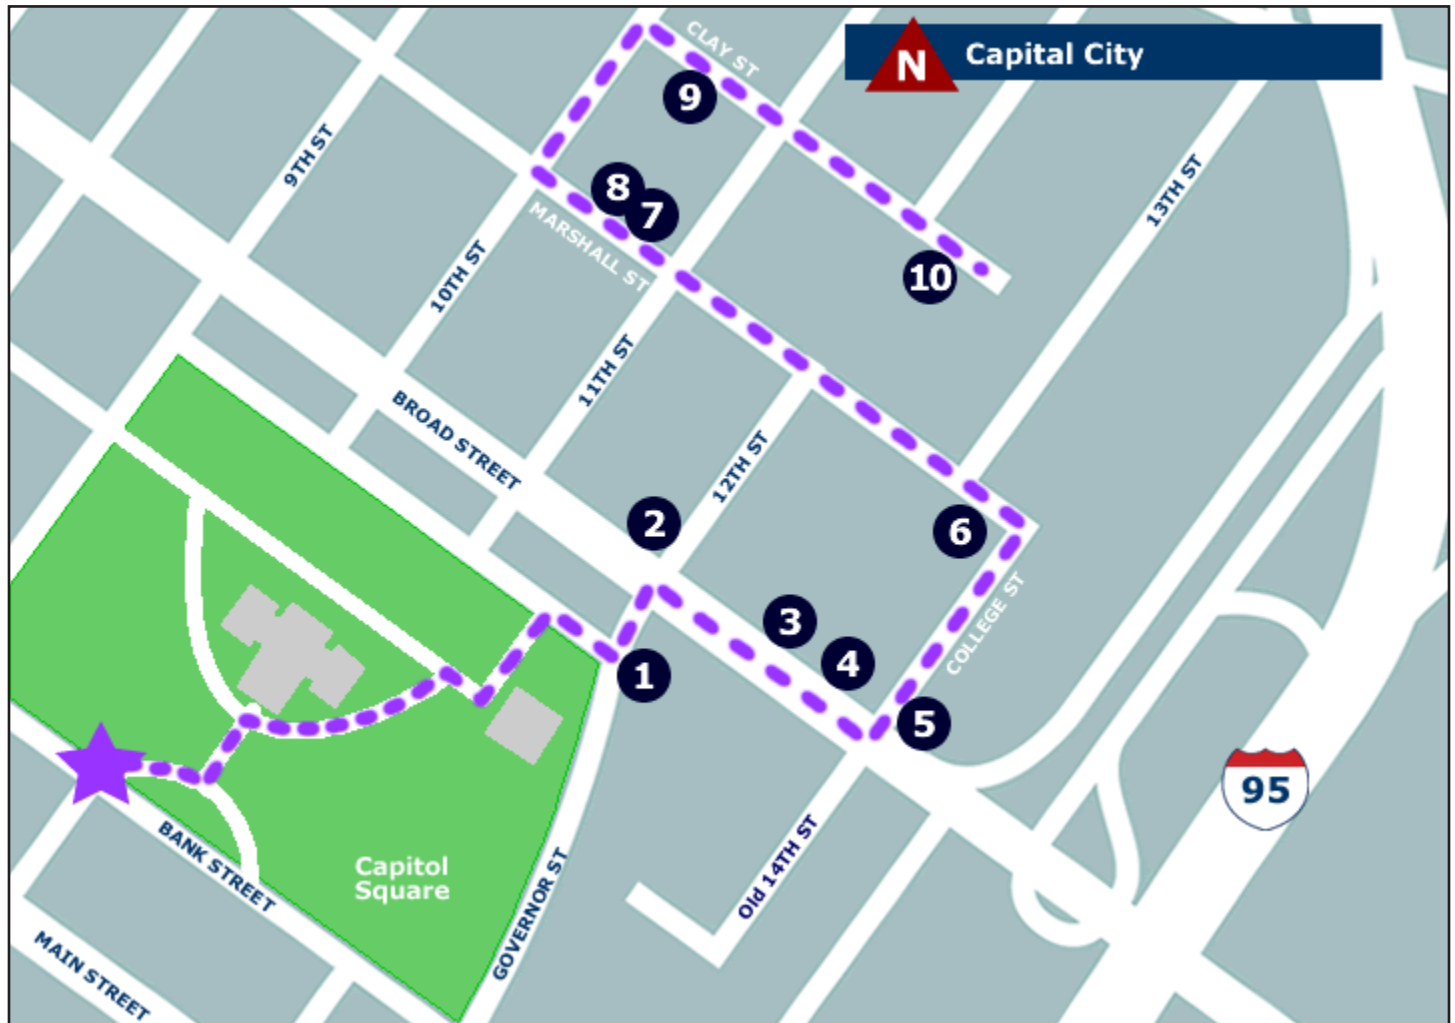 CLAY ST
N
Capital City
9
9TH ST
13TH ST
8
7
MARSHALL ST
10TH ST
10
11TH ST
BROAD STREET
12TH ST
2
6
COLLEGE ST
3
4
1
5
95
BANK STREET
Capitol
Square
Old 14TH ST
GOVERNOR ST
MAIN STREET